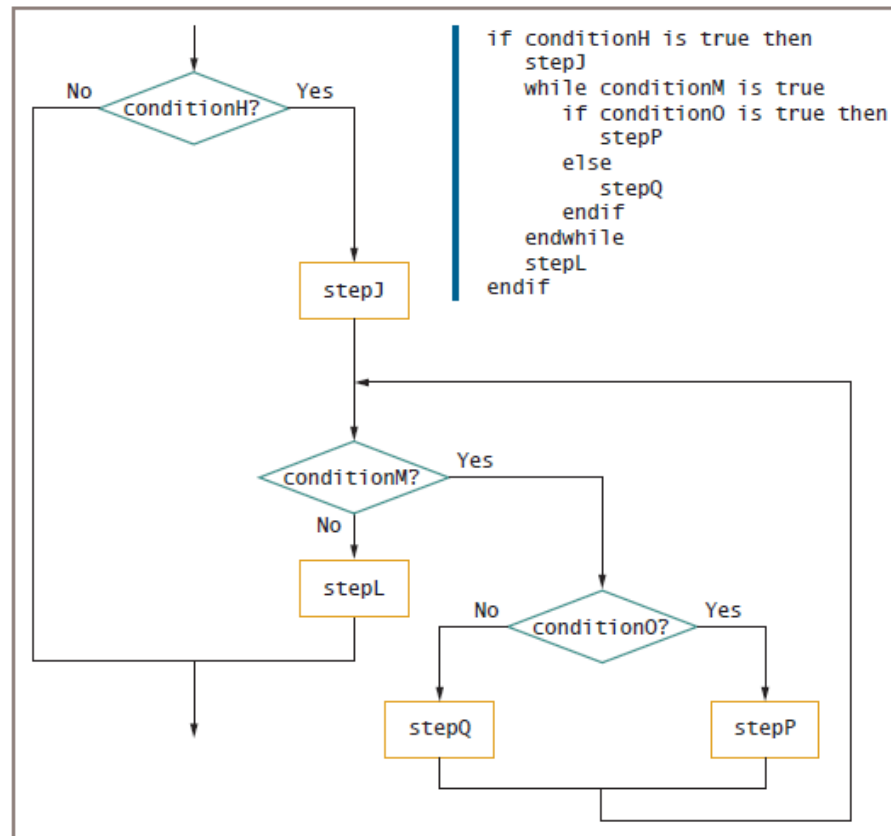 if conditionH is true then
   stepJ
   while conditionM is true
      if conditionO is true then
         stepP
      else
         stepQ
      endif
   endwhile
   stepL
endif
No
conditionH?
Yes
stepJ
conditionM?
Yes
No
stepL
No
conditionO?
Yes
stepQ
stepP